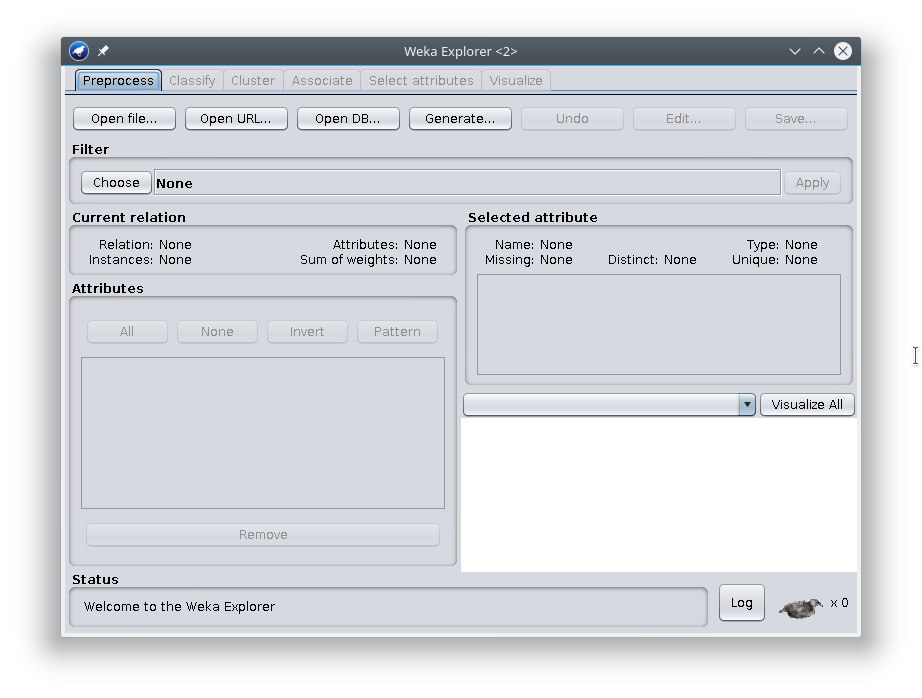 Weka Explorer <2>
Preprocess Classify Cluster Associate Select attributes Visualize
Open file... Open URL... Open DB... Generate... Undo Edit... Save...
Filter
Choose None Apply
Current relation
Relation: None Attributes: None
Instances: None Sum of weights: None
Selected attribute
Name: None Type: None
Missing: None Distinct: None Unique: None
Attributes
All None Invert Pattern
Remove
Visualize All
Status
Welcome to the Weka Explorer
Log x 0